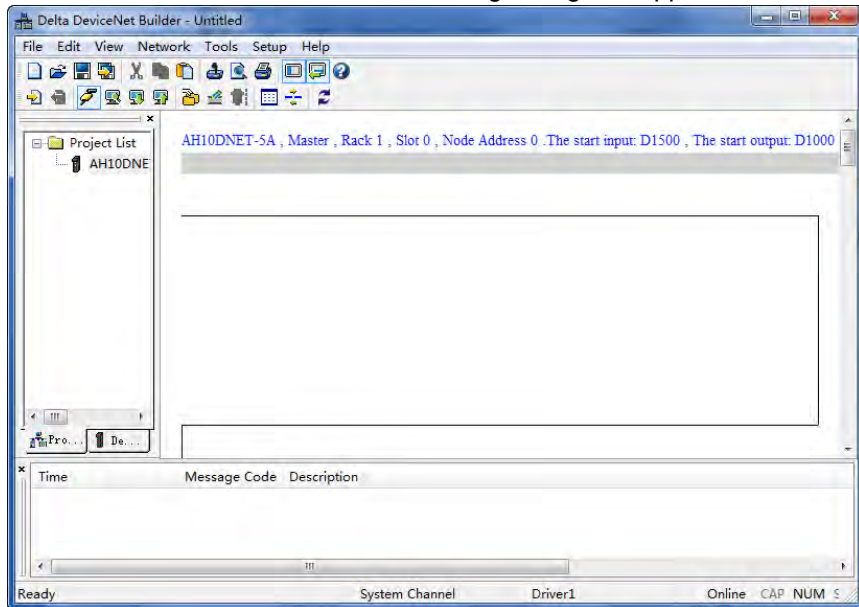 Delta DeviceNet Builder - Untitled
File Edit View Network Tools Setup Help
Project List
AH10DNE
AH10DNET-5A , Master , Rack 1 , Slot 0 , Node Address 0 .The start input: D1500 , The start output: D1000
Pro... De...
Time Message Code Description
Ready System Channel Driver1 Online CAP NUM S